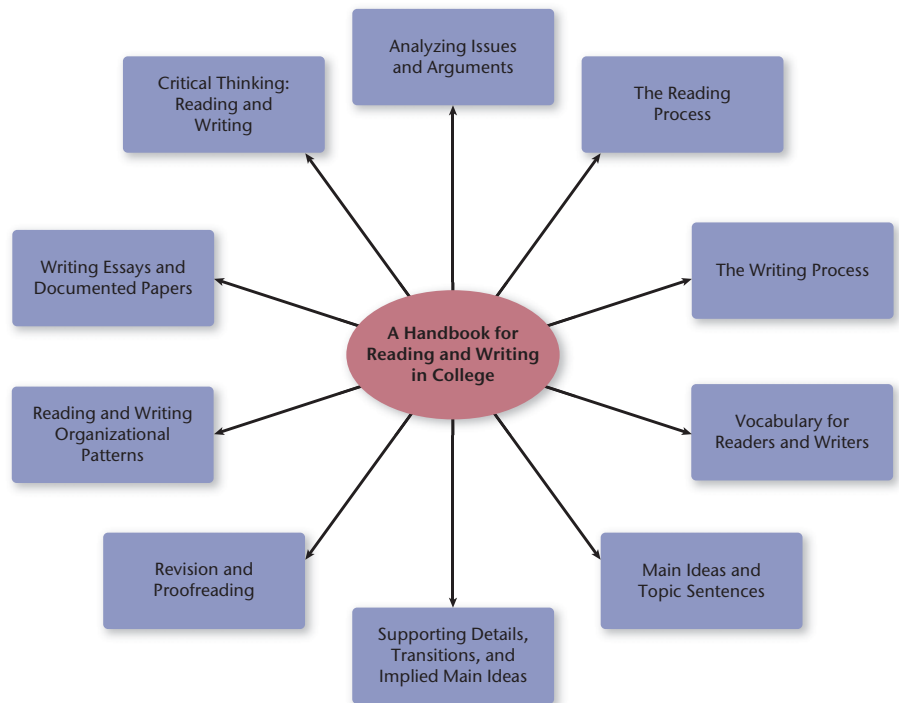 Analyzing Issues
and Arguments
Critical Thinking:
Reading and
Writing
The Reading
Process
Writing Essays and
Documented Papers
The Writing Process
A Handbook for
Reading and Writing
in College
Reading and Writing
Organizational
Patterns
Vocabulary for
Readers and Writers
Revision and
Proofreading
Main Ideas and
Topic Sentences
Supporting Details,
Transitions, and
Implied Main Ideas